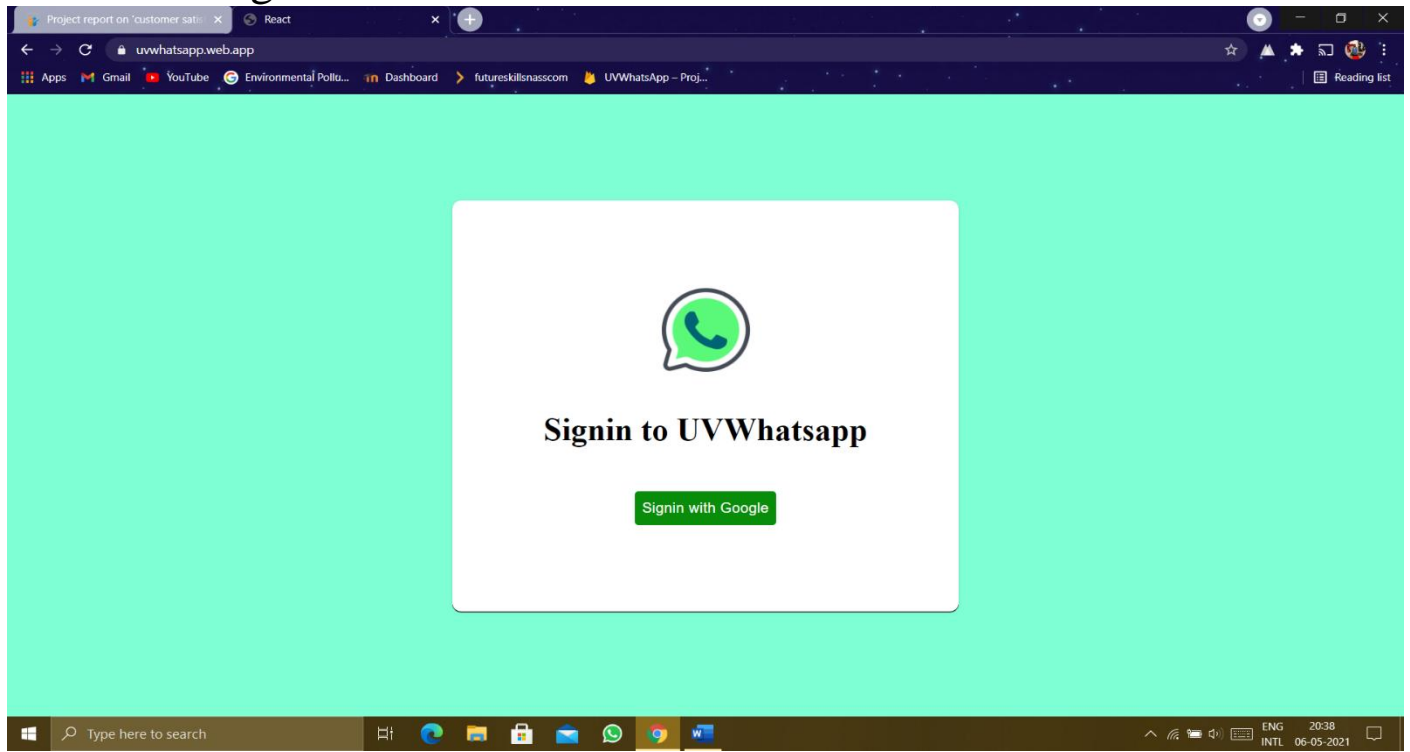 Project report on 'customer satis
React
uvwhatsapp.web.app
Apps
Gmail
YouTube
Environmental Pollu...
Dashboard
futureskillsnasscom
UVWhatsApp – Proj...
Reading list
Signin to UVWhatsapp
Signin with Google
Type here to search
ENG
INTL
20:38
06-05-2021